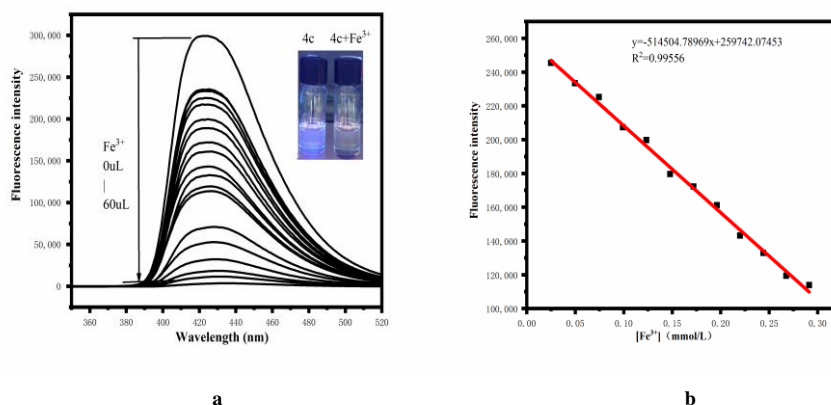 4c 4c+Fe³⁺
300,000
250,000
200,000
150,000
100,000
50,000
0
Fluorescence intensity
Fe³⁺
0uL
|
60uL
360 380 400 420 440 460 480 500 520
Wavelength (nm)
a
y=-514504.78969x+259742.07453
R²=0.99556
260,000
240,000
220,000
200,000
180,000
160,000
140,000
120,000
100,000
Fluorescence intensity
0.00 0.05 0.10 0.15 0.20 0.25 0.30
[Fe³⁺] (mmol/L)
b